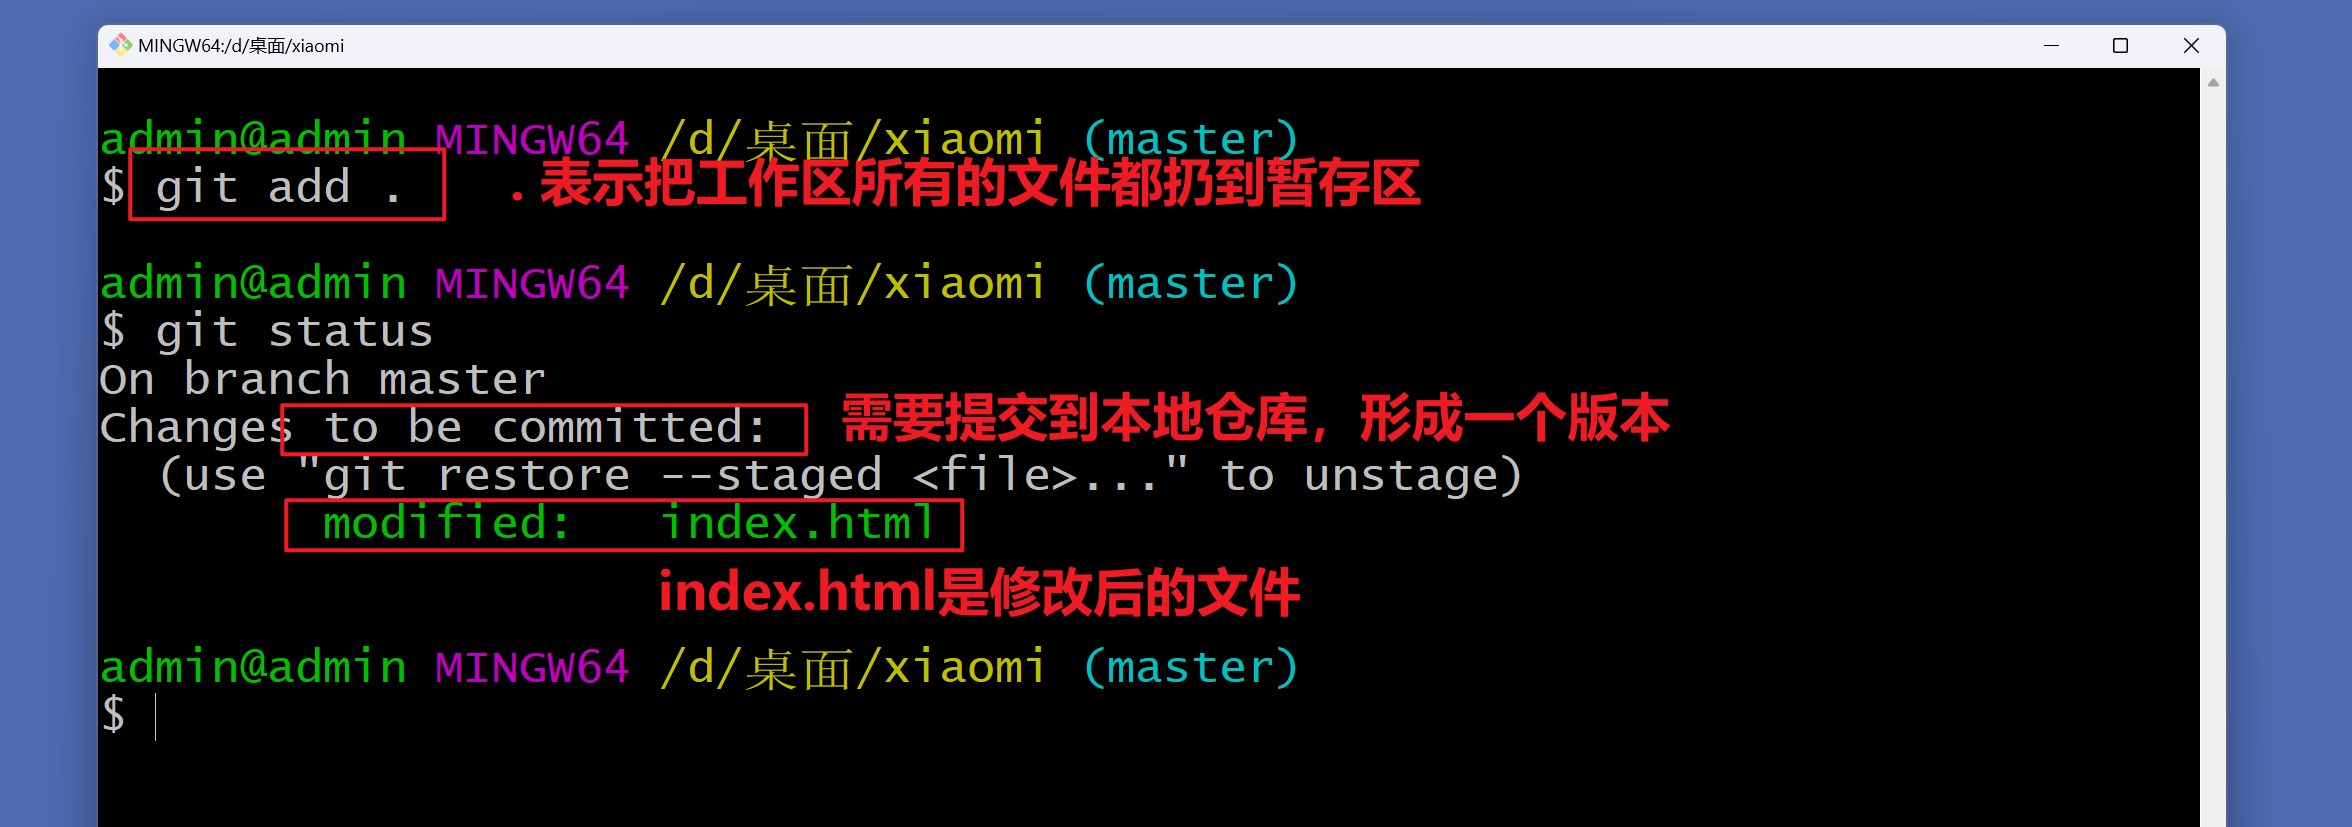 MINGW64:/d/桌面/xiaomi
admin@admin MINGW64 /d/桌面/xiaomi (master)
$ git add .
. 表示把工作区所有的文件都扔到暂存区
admin@admin MINGW64 /d/桌面/xiaomi (master)
$ git status
On branch master
Changes to be committed:
需要提交到本地仓库，形成一个版本
(use "git restore --staged <file>..." to unstage)
modified:   index.html
index.html是修改后的文件
admin@admin MINGW64 /d/桌面/xiaomi (master)
$